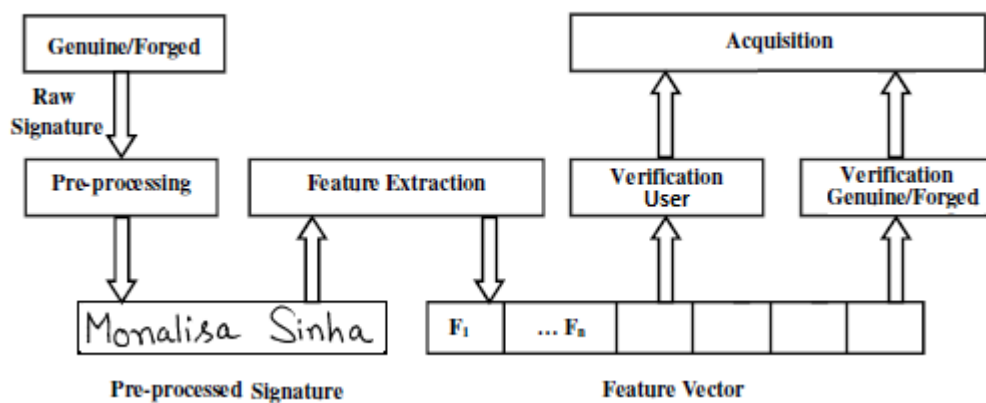 Genuine/Forged
Acquisition
Raw
Signature
Pre-processing
Feature Extraction
Verification
User
Verification
Genuine/Forged
Monalisa Sinha
F₁
... Fₙ
Pre-processed Signature
Feature Vector